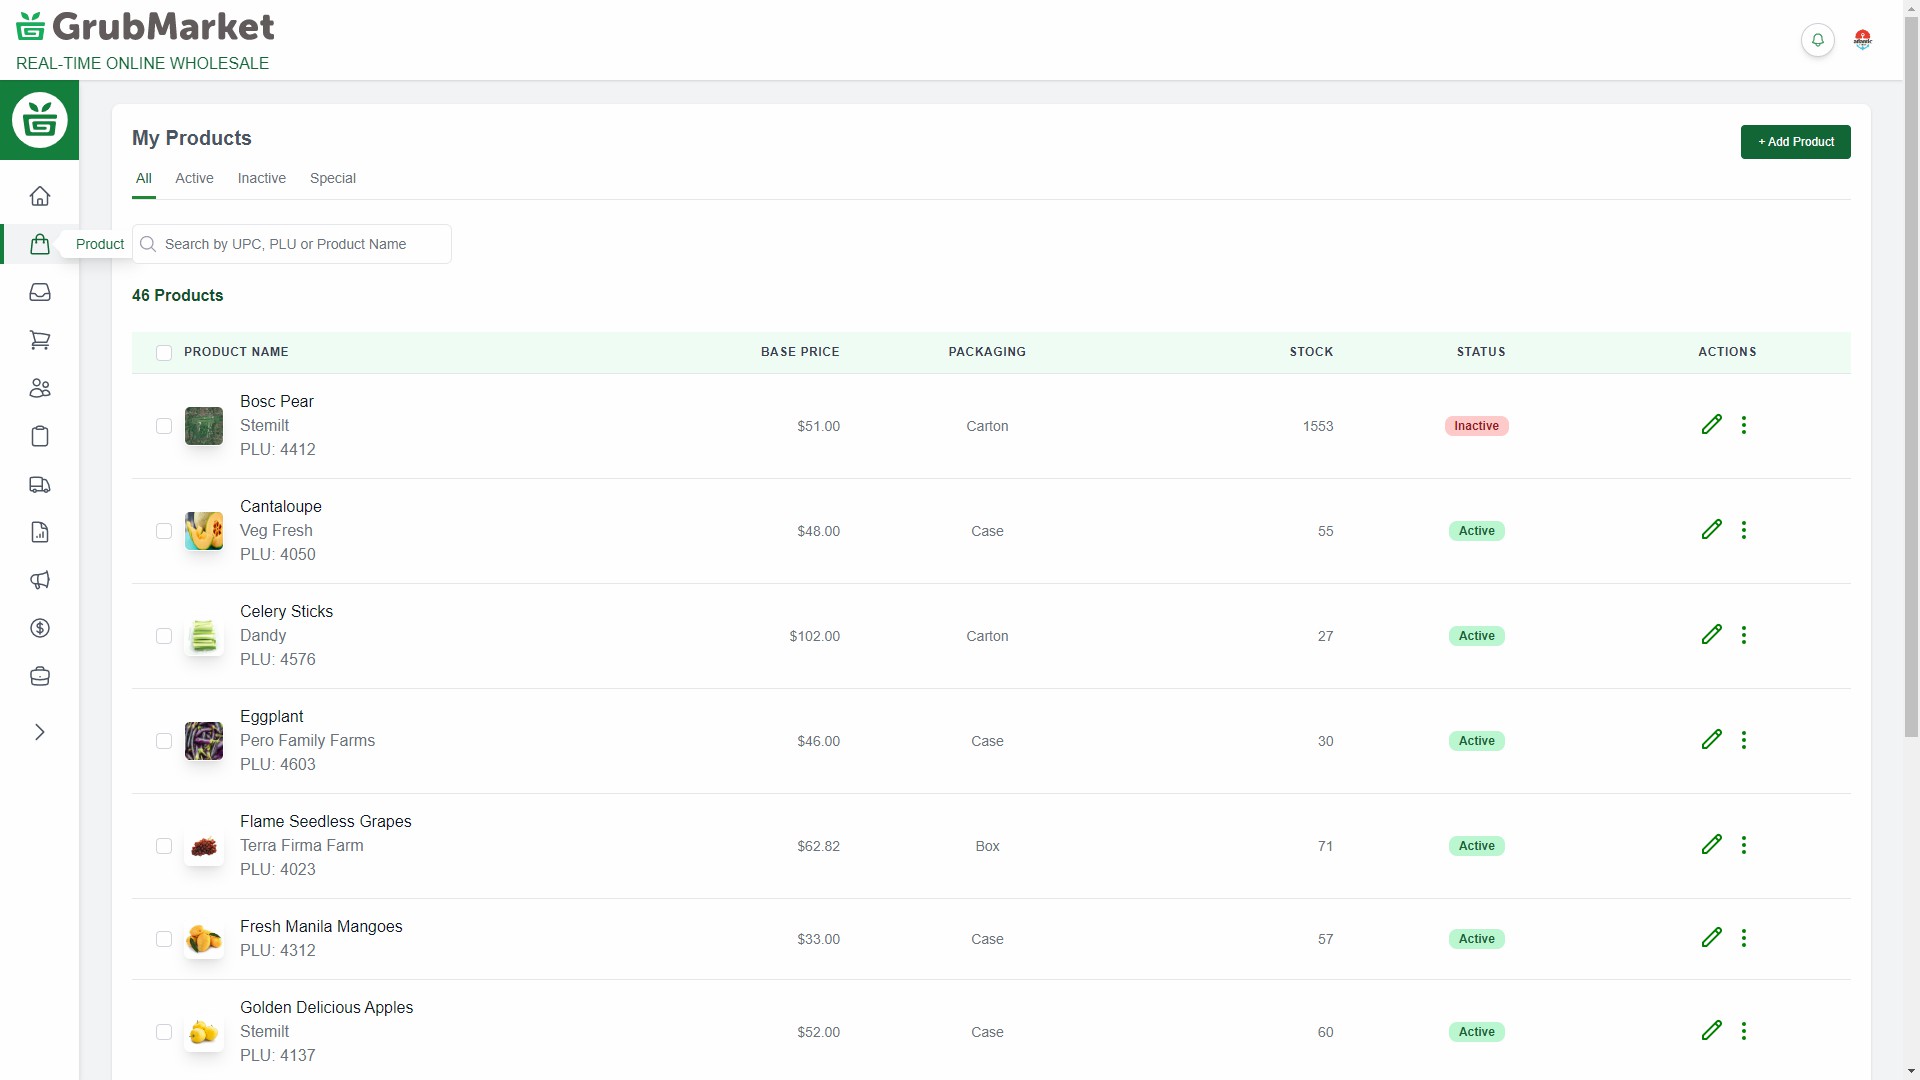 GrubMarket
REAL-TIME ONLINE WHOLESALE
My Products
+ Add Product
All Active Inactive Special
Product
Search by UPC, PLU or Product Name
46 Products
PRODUCT NAME BASE PRICE PACKAGING STOCK STATUS ACTIONS
Bosc Pear
Stemilt
PLU: 4412
$51.00 Carton 1553 Inactive
Cantaloupe
Veg Fresh
PLU: 4050
$48.00 Case 55 Active
Celery Sticks
Dandy
PLU: 4576
$102.00 Carton 27 Active
Eggplant
Pero Family Farms
PLU: 4603
$46.00 Case 30 Active
Flame Seedless Grapes
Terra Firma Farm
PLU: 4023
$62.82 Box 71 Active
Fresh Manila Mangoes
PLU: 4312
$33.00 Case 57 Active
Golden Delicious Apples
Stemilt
PLU: 4137
$52.00 Case 60 Active